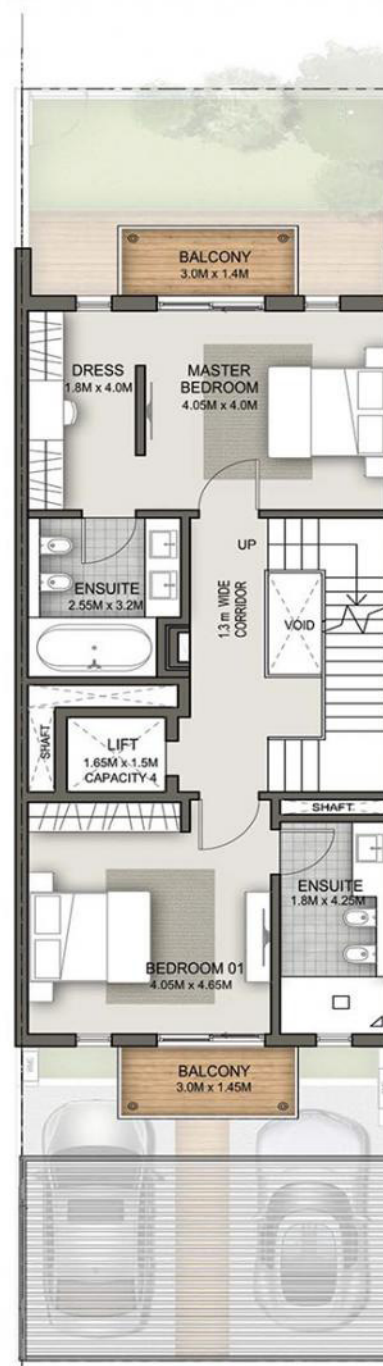 BALCONY
3.0M x 1.4M
DRESS
1.8M x 4.0M
MASTER
BEDROOM
4.05M x 4.0M
UP
ENSUITE
2.55M x 3.2M
1.3 m WIDE
CORRIDOR
VOID
SHAFT
LIFT
1.65M x 1.5M
CAPACITY 4
SHAFT
ENSUITE
1.8M x 4.25M
BEDROOM 01
4.05M x 4.65M
BALCONY
3.0M x 1.45M